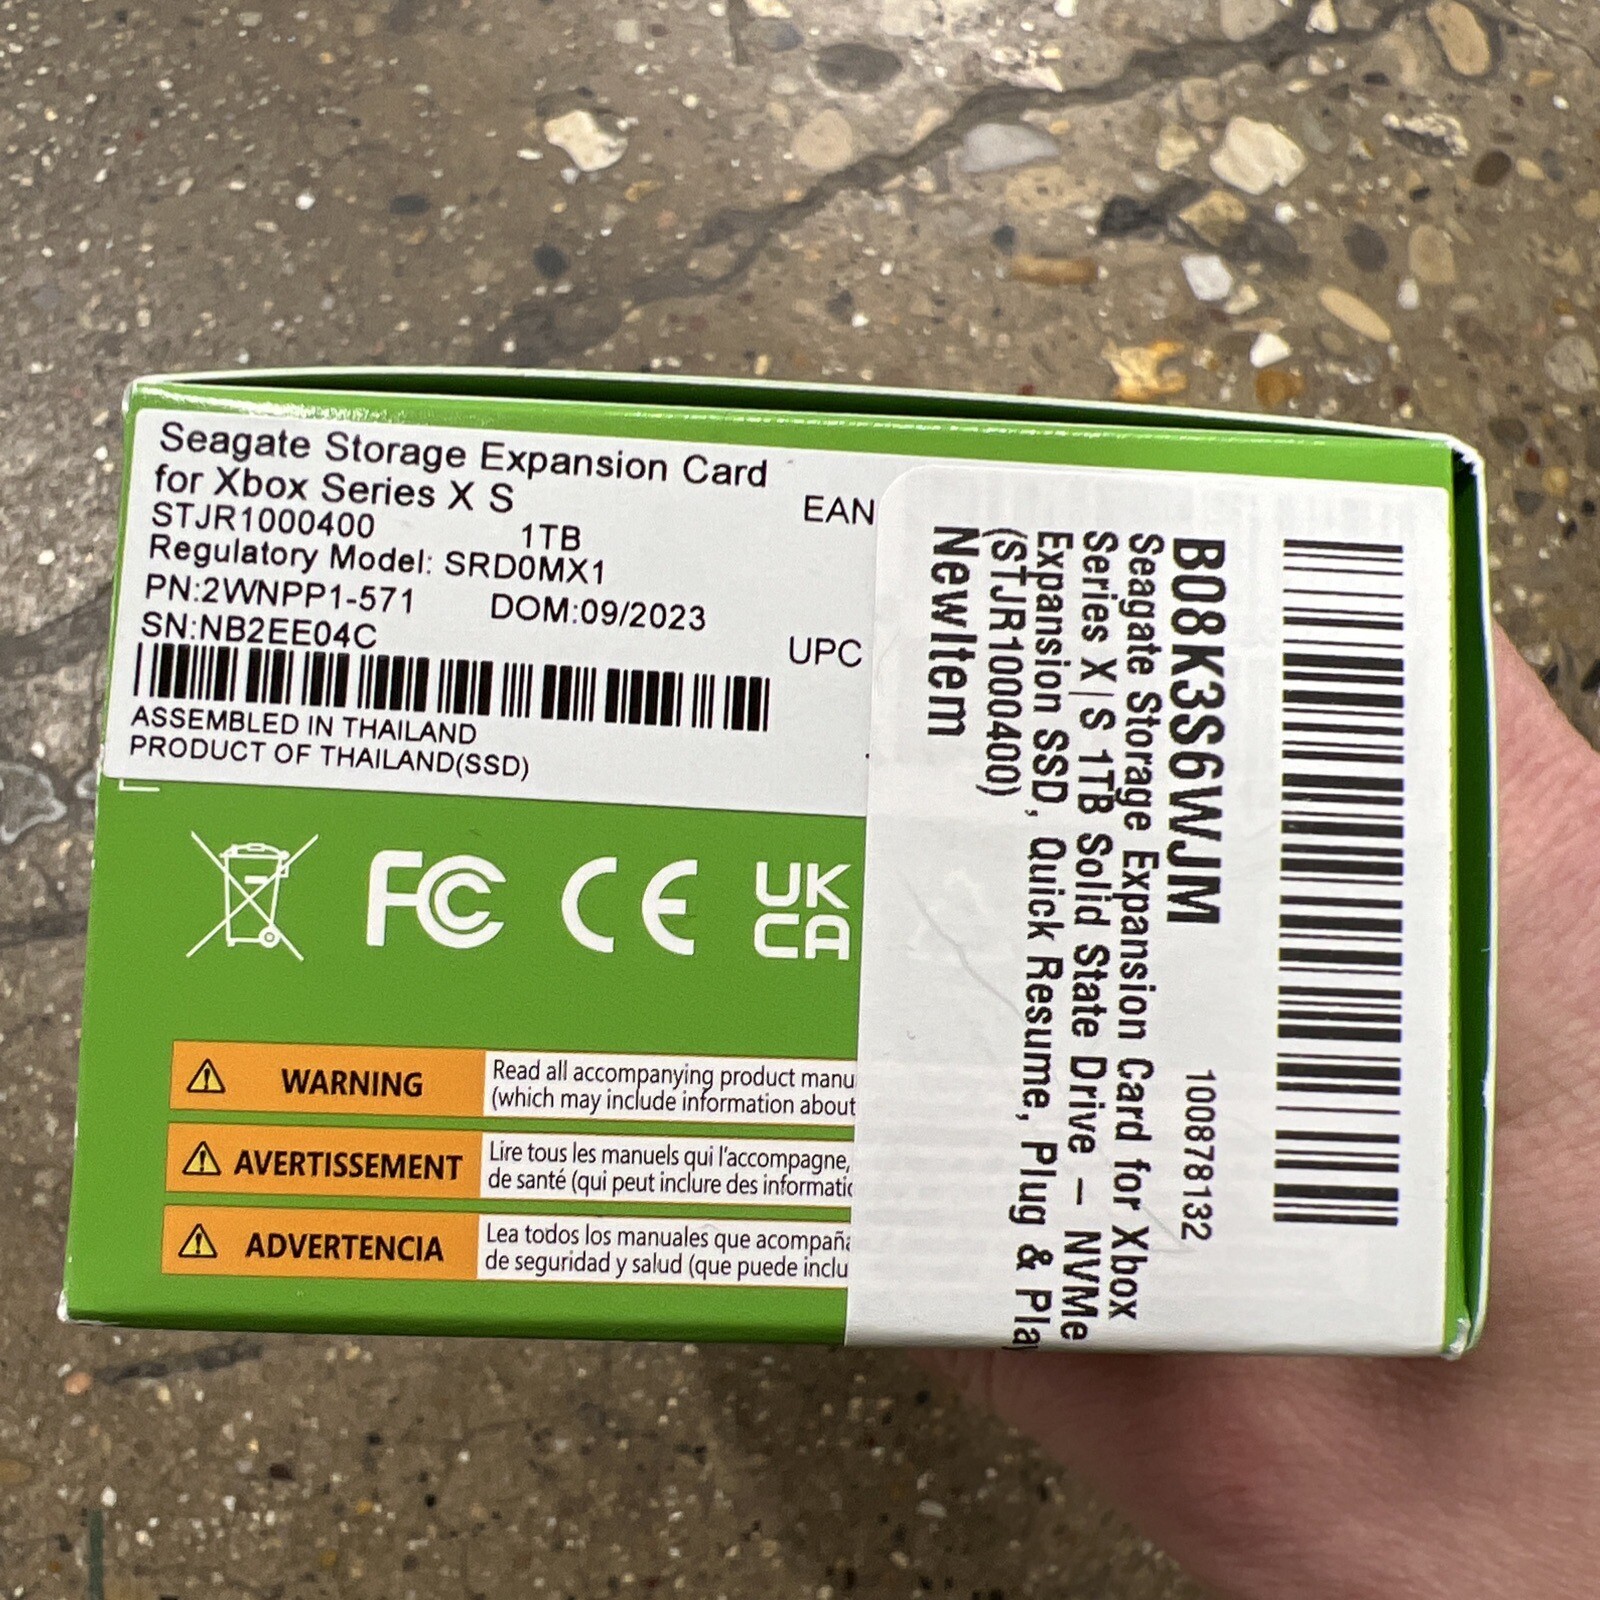 Seagate Storage Expansion Card
for Xbox Series X S
STJR1000400 1TB
Regulatory Model: SRD0MX1
PN:2WNPP1-571 DOM:09/2023
SN:NB2EE04C
ASSEMBLED IN THAILAND
PRODUCT OF THAILAND(SSD)
EAN
UPC
FC CE UK
CA
WARNING
Read all accompanying product manu
(which may include information about
AVERTISSEMENT
Lire tous les manuels qui l'accompagne,
de santé (qui peut inclure des informatic
ADVERTENCIA
Lea todos los manuales que acompaña
de seguridad y salud (que puede inclu
B08K3S6WJM 100878132
Seagate Storage Expansion Card for Xbox
Series X|S 1TB Solid State Drive – NVMe
Expansion SSD, Quick Resume, Plug & Play
(STJR1000400)
NewItem